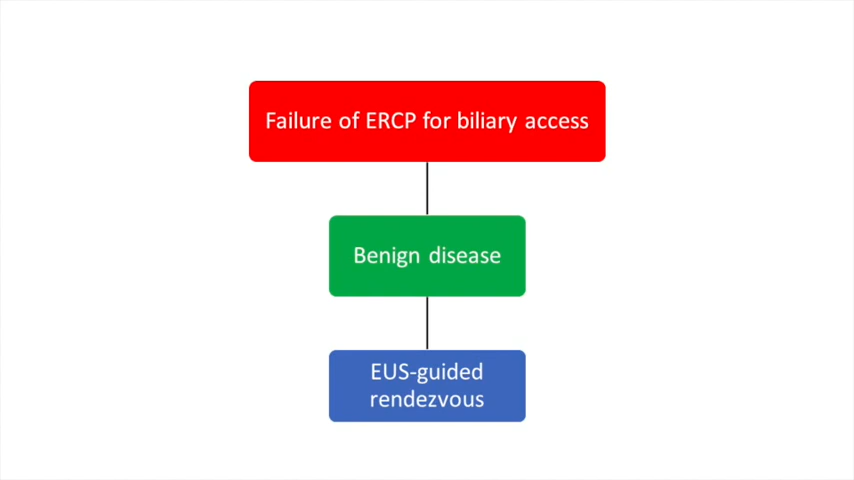 Failure of ERCP for biliary access
Benign disease
EUS-guided
rendezvous